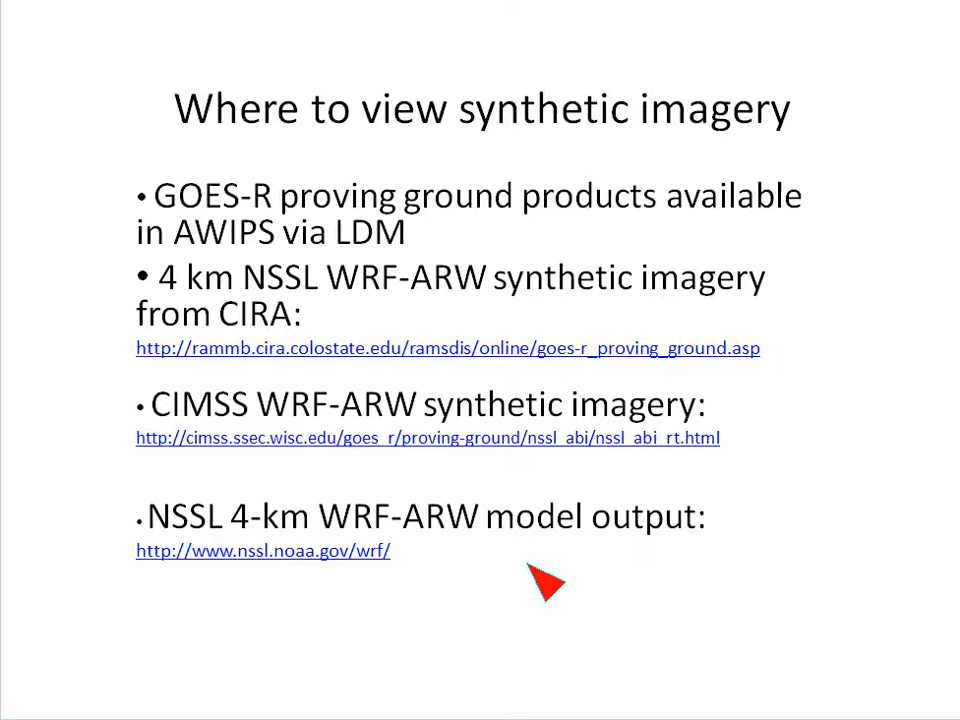 Where to view synthetic imagery
• GOES-R proving ground products available
in AWIPS via LDM
• 4 km NSSL WRF-ARW synthetic imagery
from CIRA:
http://rammb.cira.colostate.edu/ramsdis/online/goes-r_proving_ground.asp
• CIMSS WRF-ARW synthetic imagery:
http://cimss.ssec.wisc.edu/goes_r/proving-ground/nssl_abi/nssl_abi_rt.html
• NSSL 4-km WRF-ARW model output:
http://www.nssl.noaa.gov/wrf/